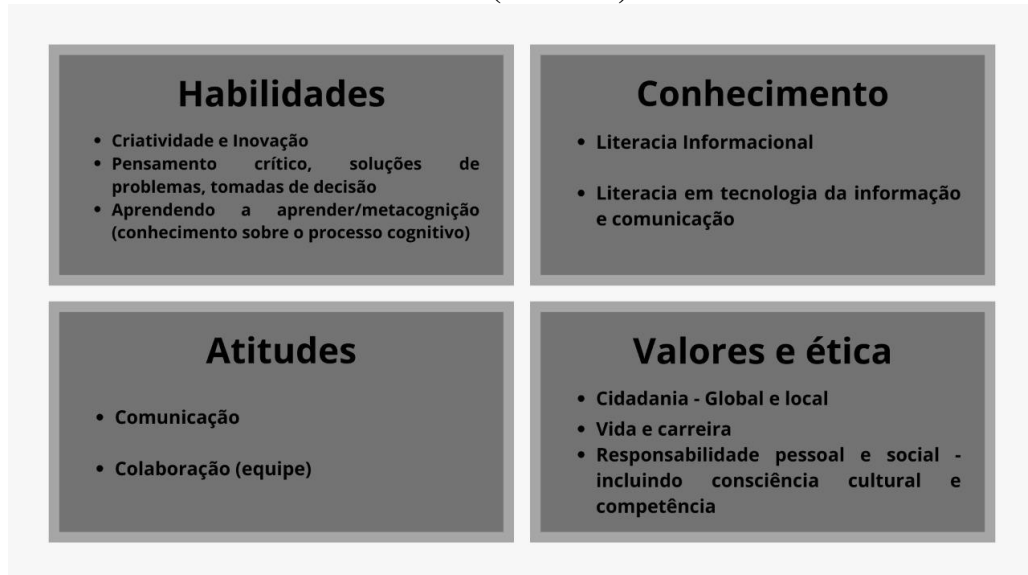 Habilidades
• Criatividade e Inovação
• Pensamento crítico, soluções de
problemas, tomadas de decisão
• Aprendendo a aprender/metacognição
(conhecimento sobre o processo cognitivo)
Conhecimento
• Literacia Informacional
• Literacia em tecnologia da informação
e comunicação
Atitudes
• Comunicação
• Colaboração (equipe)
Valores e ética
• Cidadania - Global e local
• Vida e carreira
• Responsabilidade pessoal e social -
incluindo consciência cultural e
competência